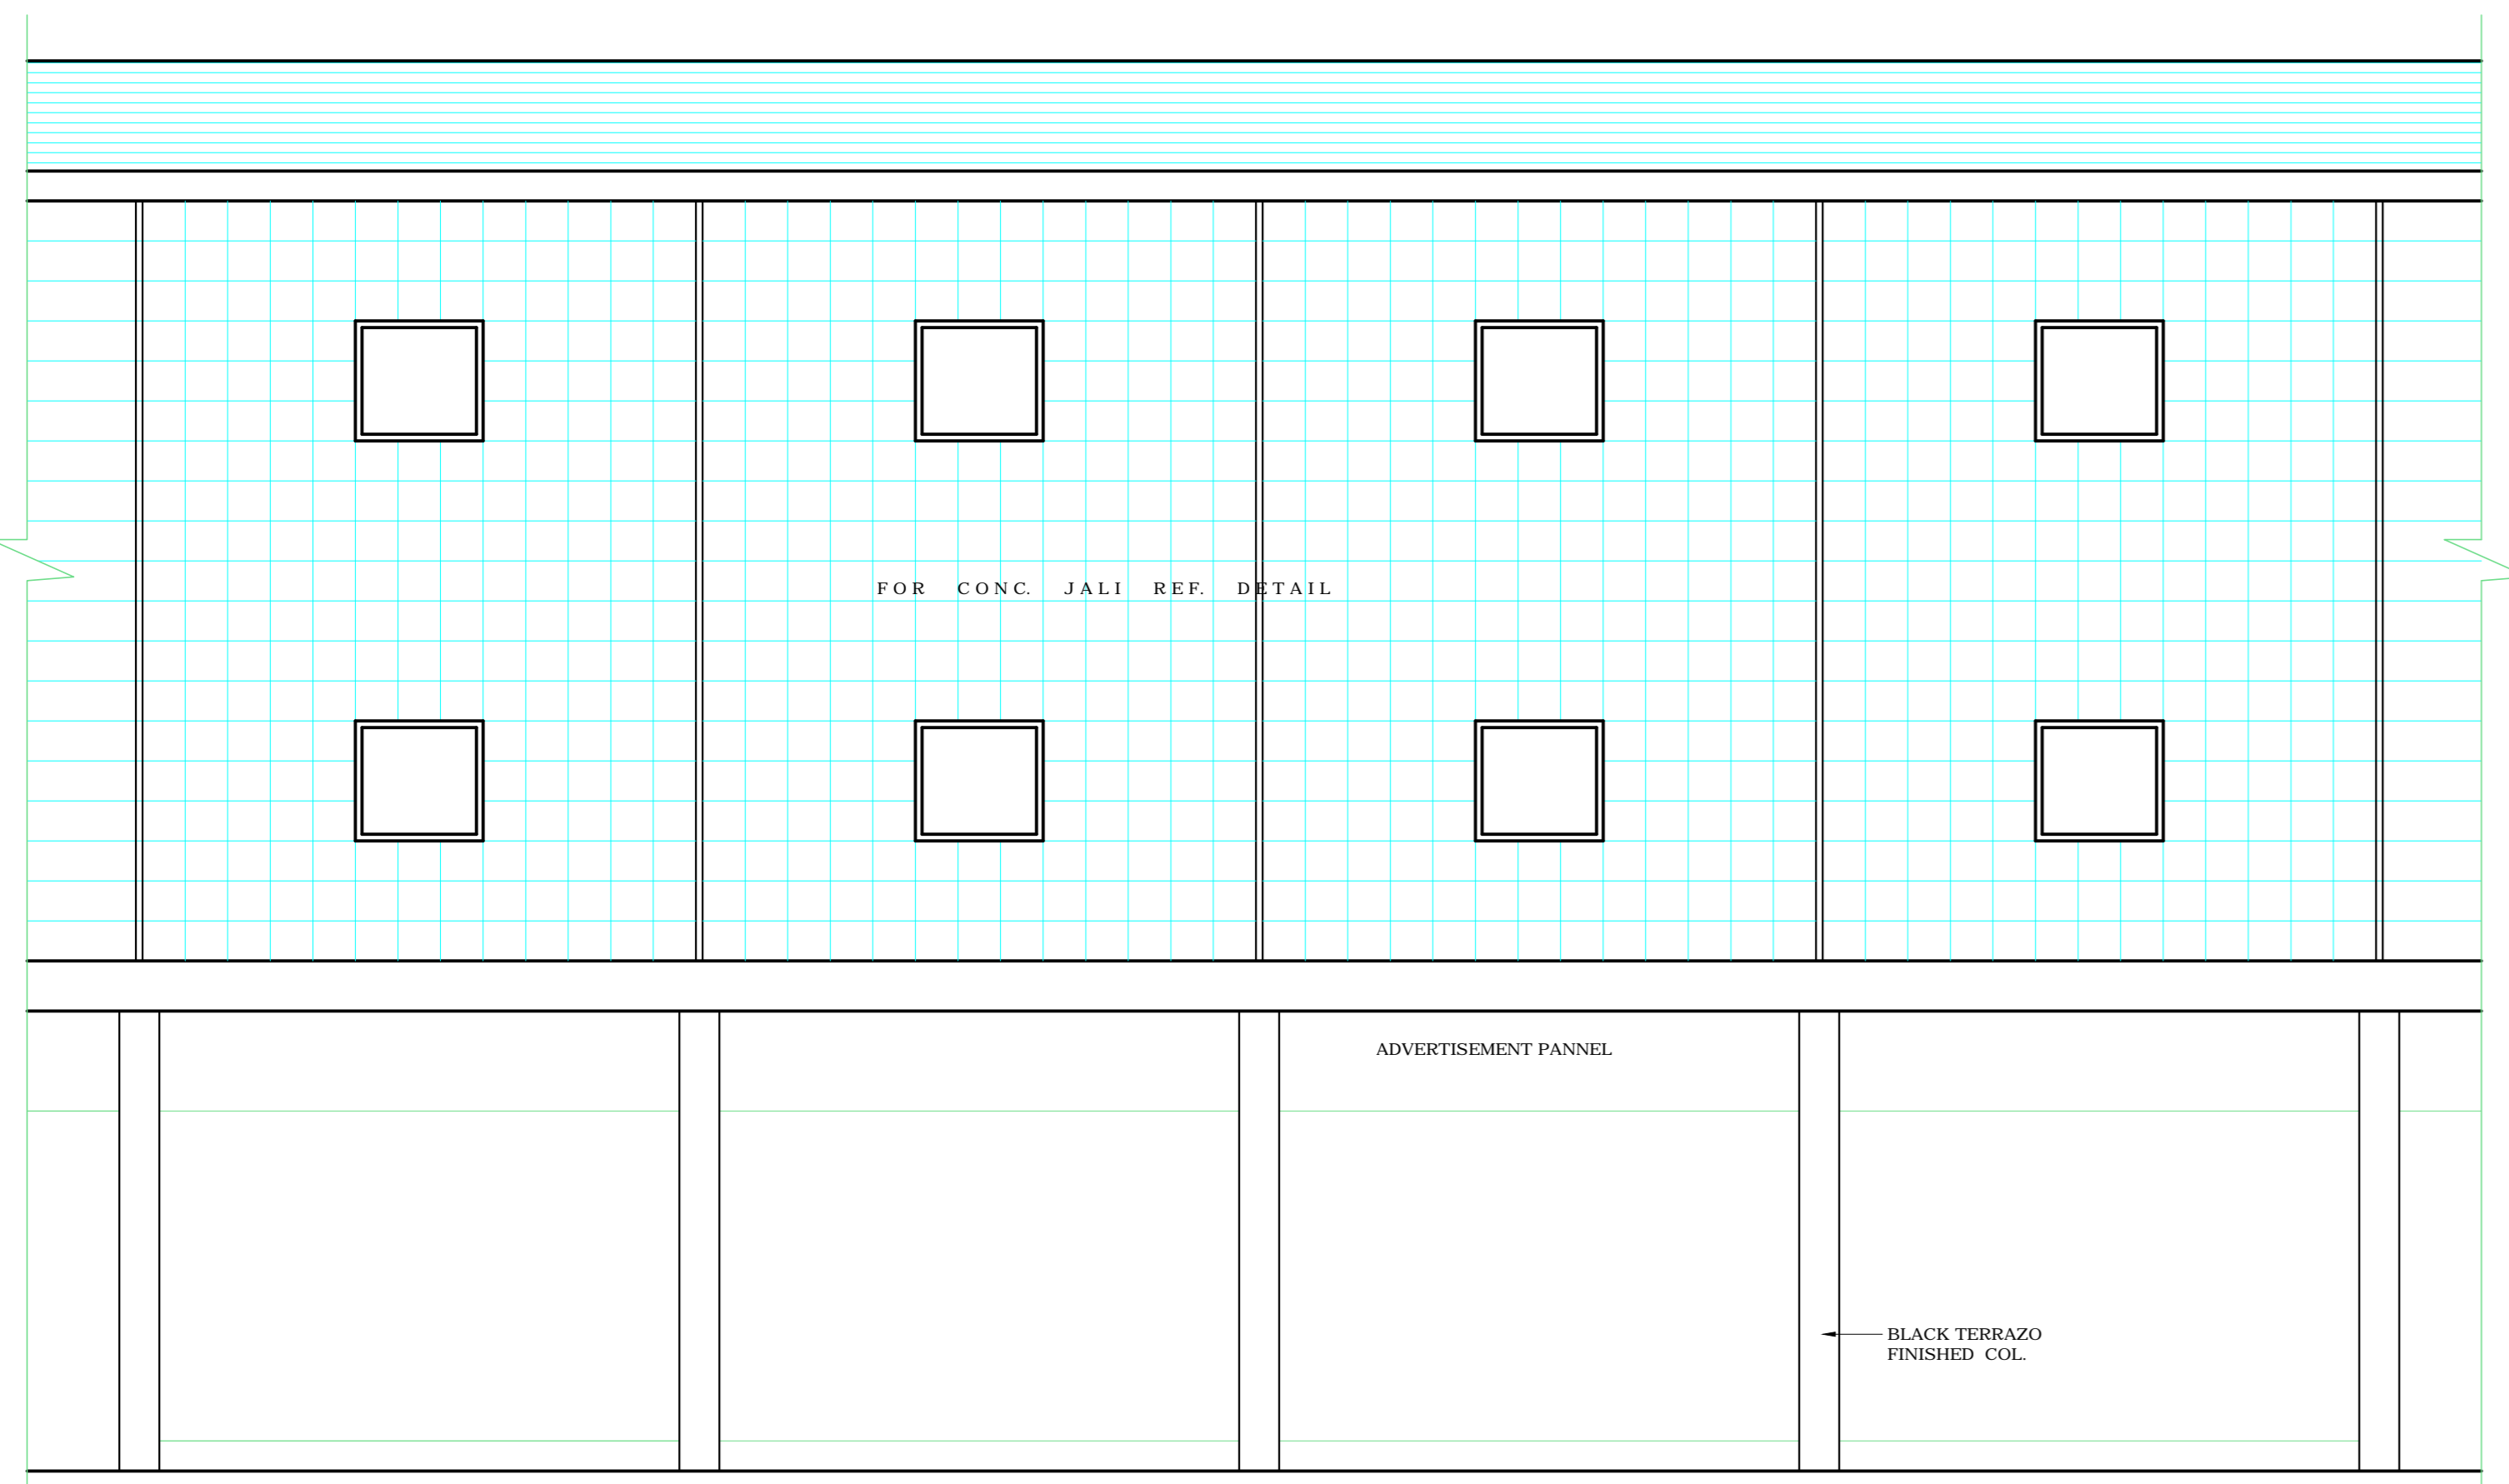 FOR CONC. JALI REF. DETAIL
ADVERTISEMENT PANNEL
BLACK TERRAZO
FINISHED COL.